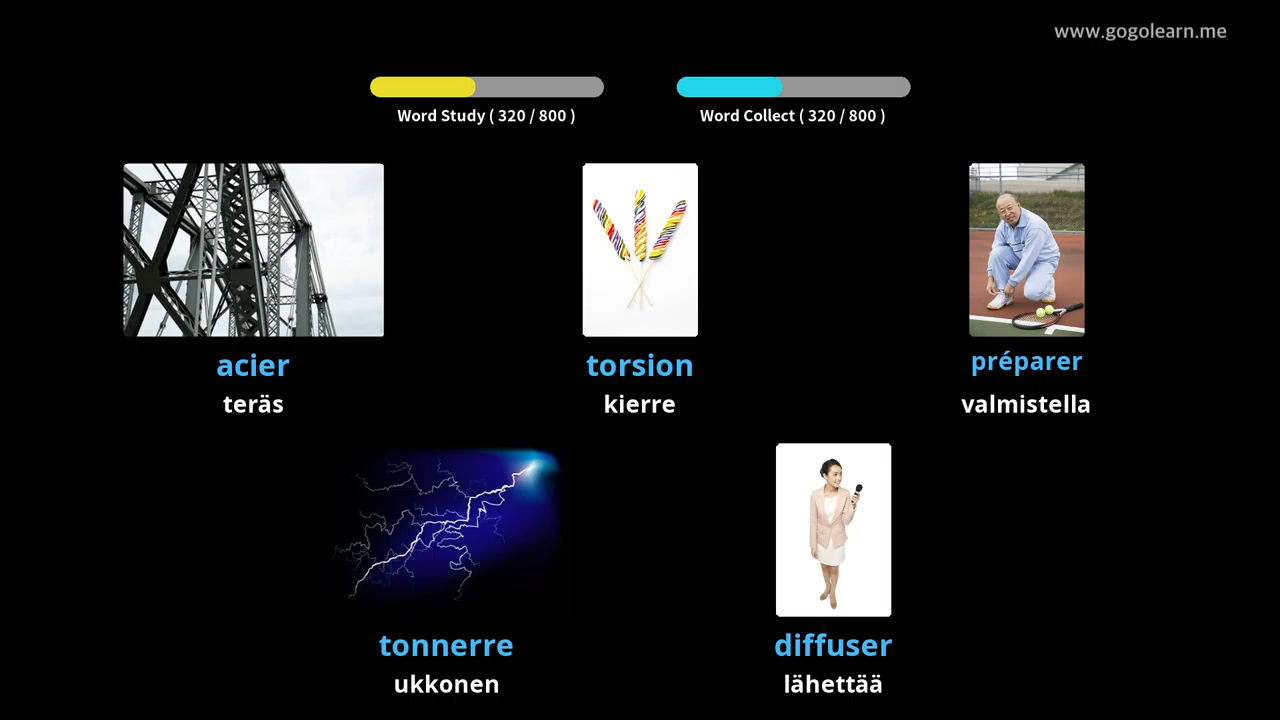 www.gogolearn.me
Word Study ( 320 / 800 )
Word Collect ( 320 / 800 )
acier
teräs
torsion
kierre
préparer
valmistella
tonnerre
ukkonen
diffuser
lähettää